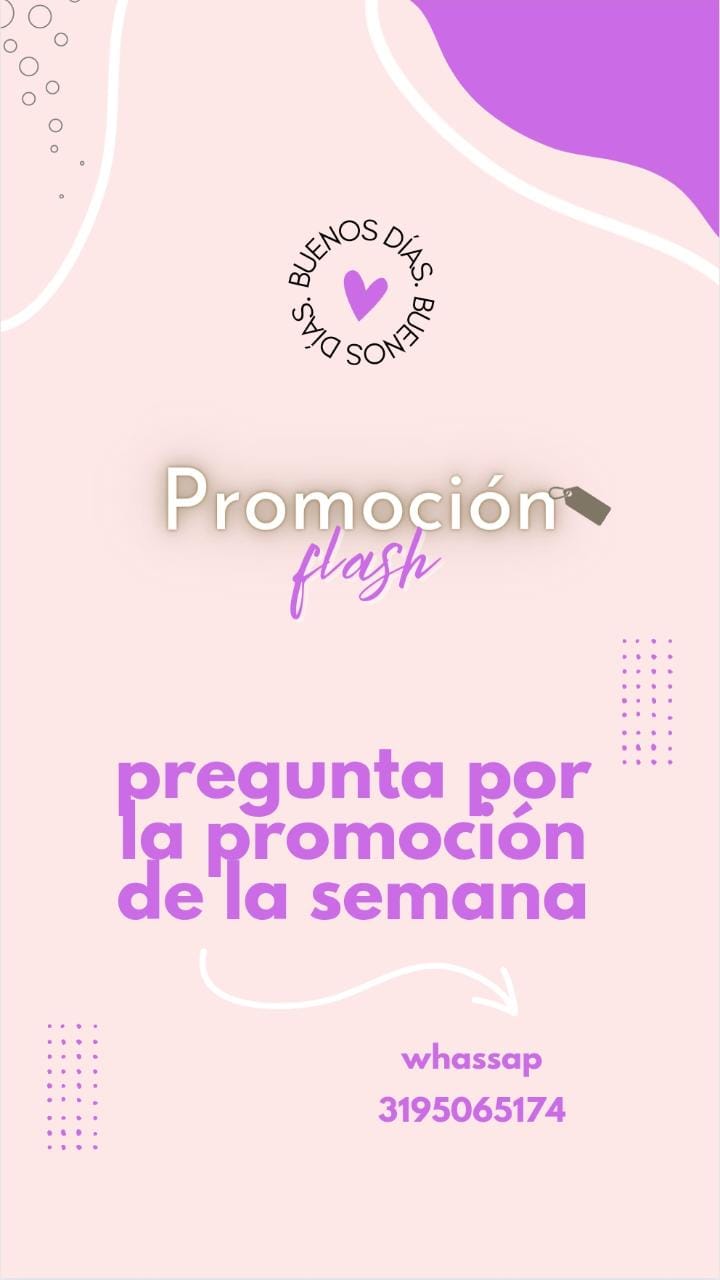 BUENOS DÍAS. BUENOS DÍAS.
Promoción
flash
pregunta por
la promoción
de la semana
whassap
3195065174